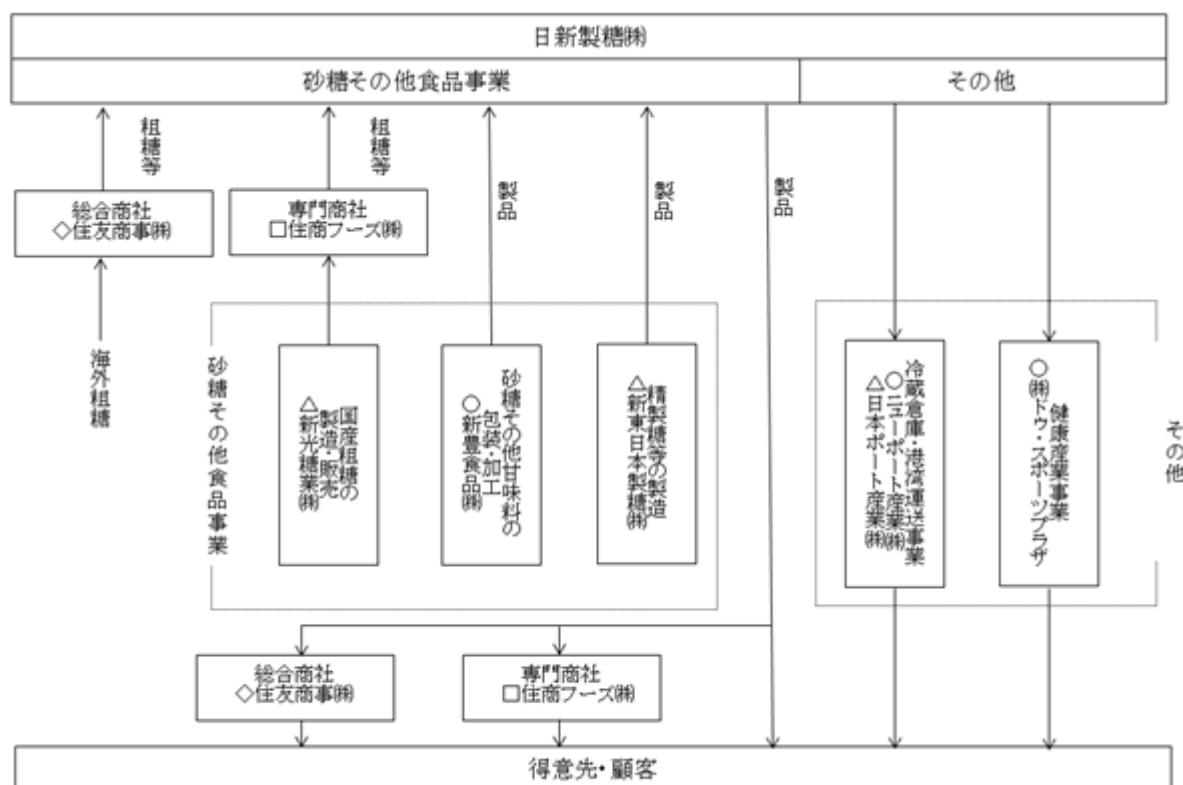 日新製糖㈱
砂糖その他食品事業
その他
粗糖等
粗糖等
製品
製品
製品
総合商社
◇住友商事㈱
専門商社
□住商フーズ㈱
海外粗糖
砂糖その他食品事業
国産粗糖の
製造・販売
△新光糖業㈱
砂糖その他甘味料の
包装・加工
○新豊食品㈱
精製糖等の製造
△新東日本製糖㈱
冷蔵倉庫・港湾運送事業
○ニューポート産業㈱
△日本ポート産業㈱
健康産業事業
○㈱ドゥ・スポーツプラザ
その他
総合商社
◇住友商事㈱
専門商社
□住商フーズ㈱
得意先・顧客